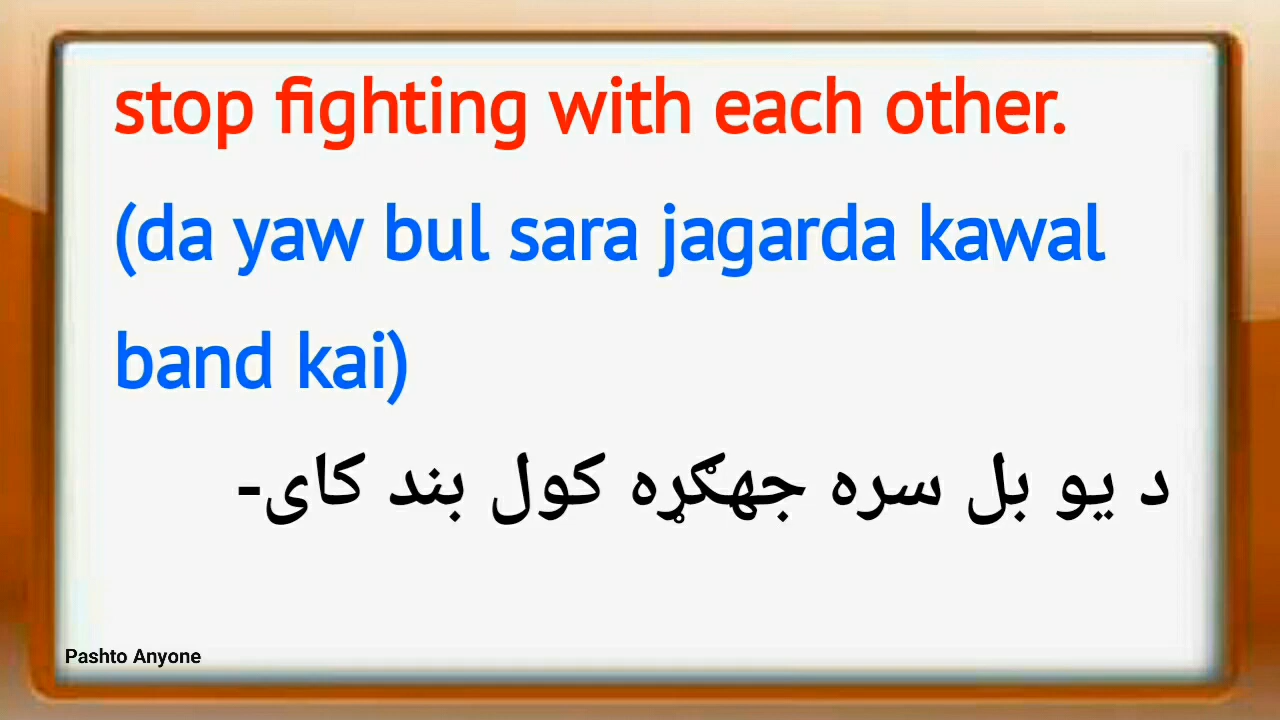 stop fighting with each other.
(da yaw bul sara jagarda kawal
band kai)
د یو بل سره جهګړه کول بند کای-
Pashto Anyone